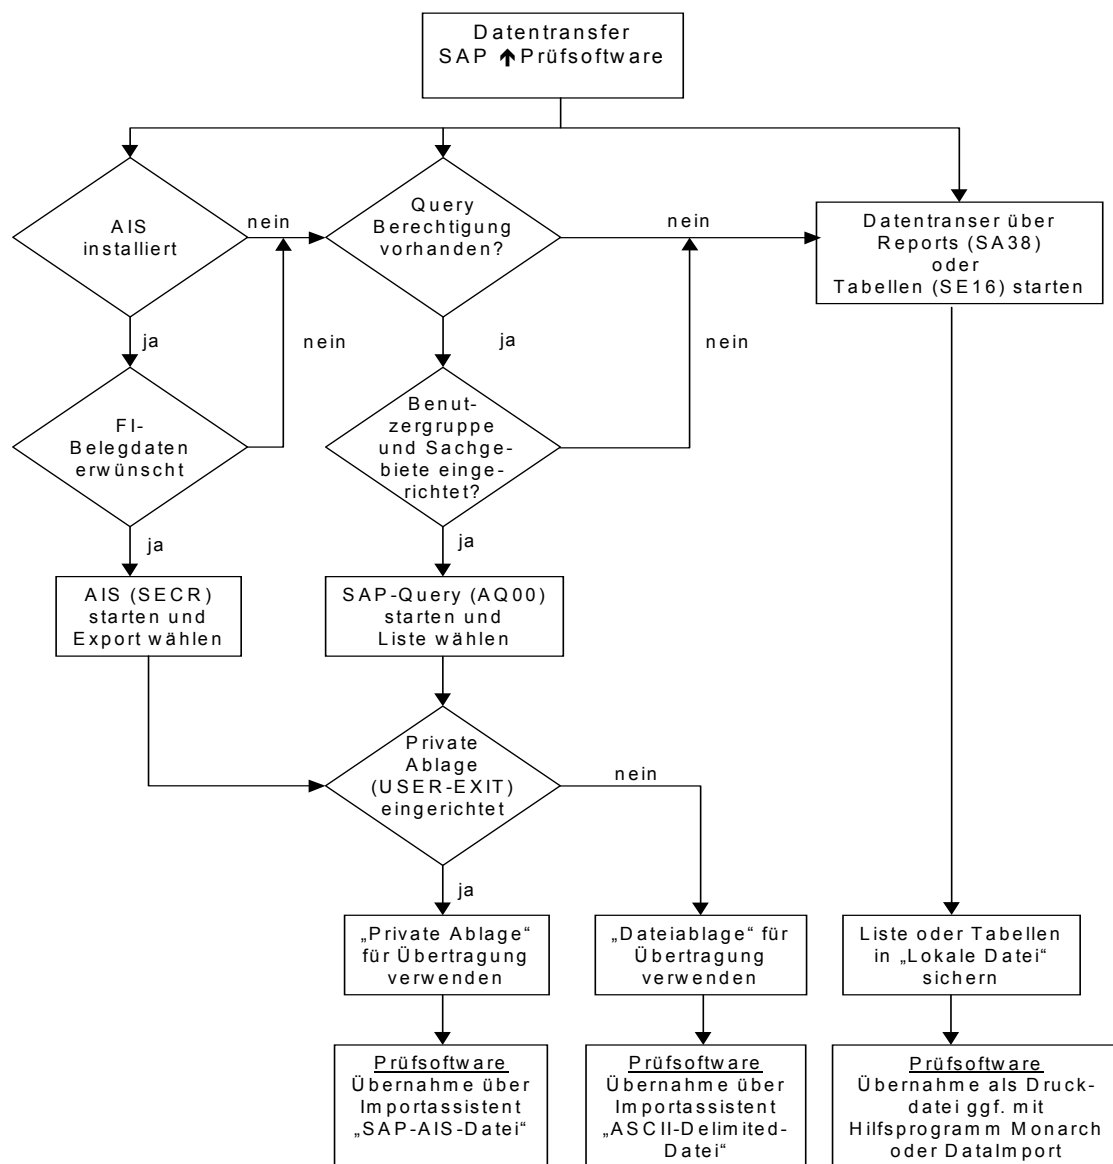 Datentransfer
SAP ↑Prüfsoftware
AIS
installiert
nein
Query
Berechtigung
vorhanden?
nein
Datentranser über
Reports (SA38)
oder
Tabellen (SE16) starten
ja
nein
ja
nein
FI-
Belegdaten
erwünscht
Benut-
zergruppe
und Sachge-
biete einge-
richtet?
ja
ja
AIS (SECR)
starten und
Export wählen
SAP-Query (AQ00)
starten und
Liste wählen
Private
Ablage
(USER-EXIT)
eingerichtet
nein
ja
„Private Ablage“
für Übertragung
verwenden
„Dateiablage“ für
Übertragung
verwenden
Liste oder Tabellen
in „Lokale Datei“
sichern
Prüfsoftware
Übernahme über
Importassistent
„SAP-AIS-Datei“
Prüfsoftware
Übernahme über
Importassistent
„ASCII-Delimited-
Datei“
Prüfsoftware
Übernahme als Druck-
datei ggf. mit
Hilfsprogramm Monarch
oder DataImport